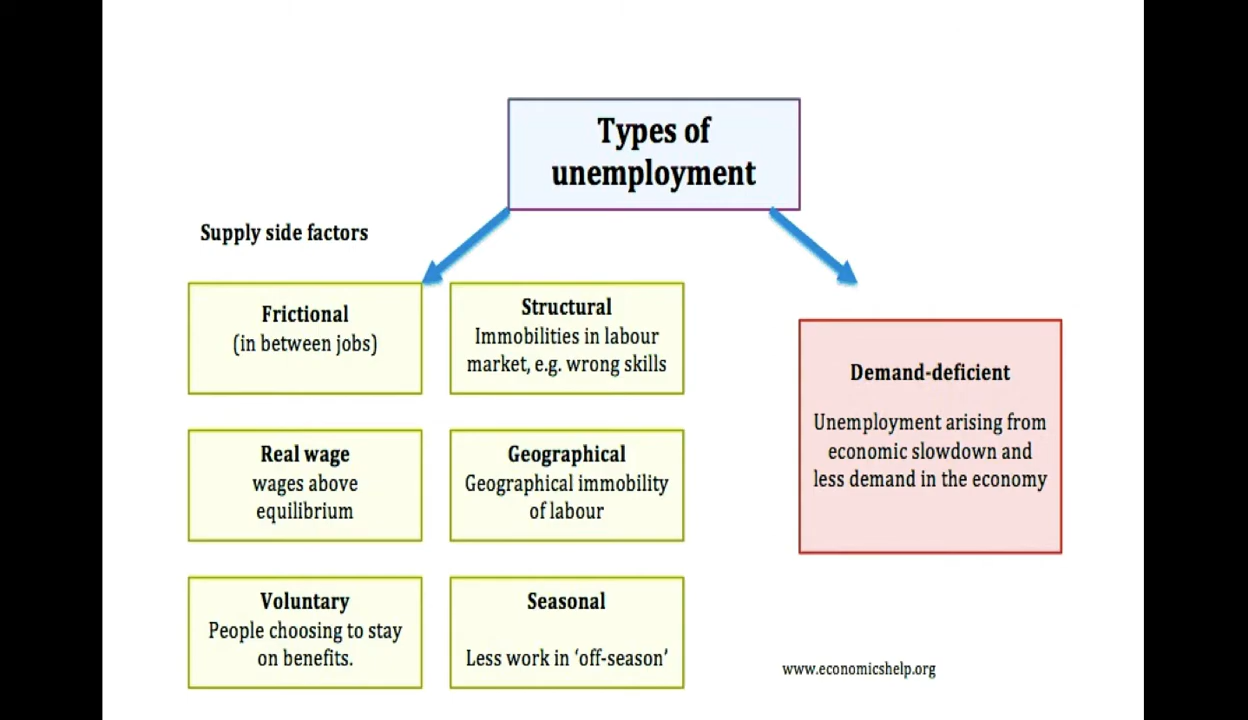 Types of
unemployment
Supply side factors
Frictional
(in between jobs)
Structural
Immobilities in labour
market, e.g. wrong skills
Real wage
wages above
equilibrium
Geographical
Geographical immobility
of labour
Voluntary
People choosing to stay
on benefits.
Seasonal
Less work in ‘off-season’
Demand-deficient
Unemployment arising from
economic slowdown and
less demand in the economy
www.economicshelp.org